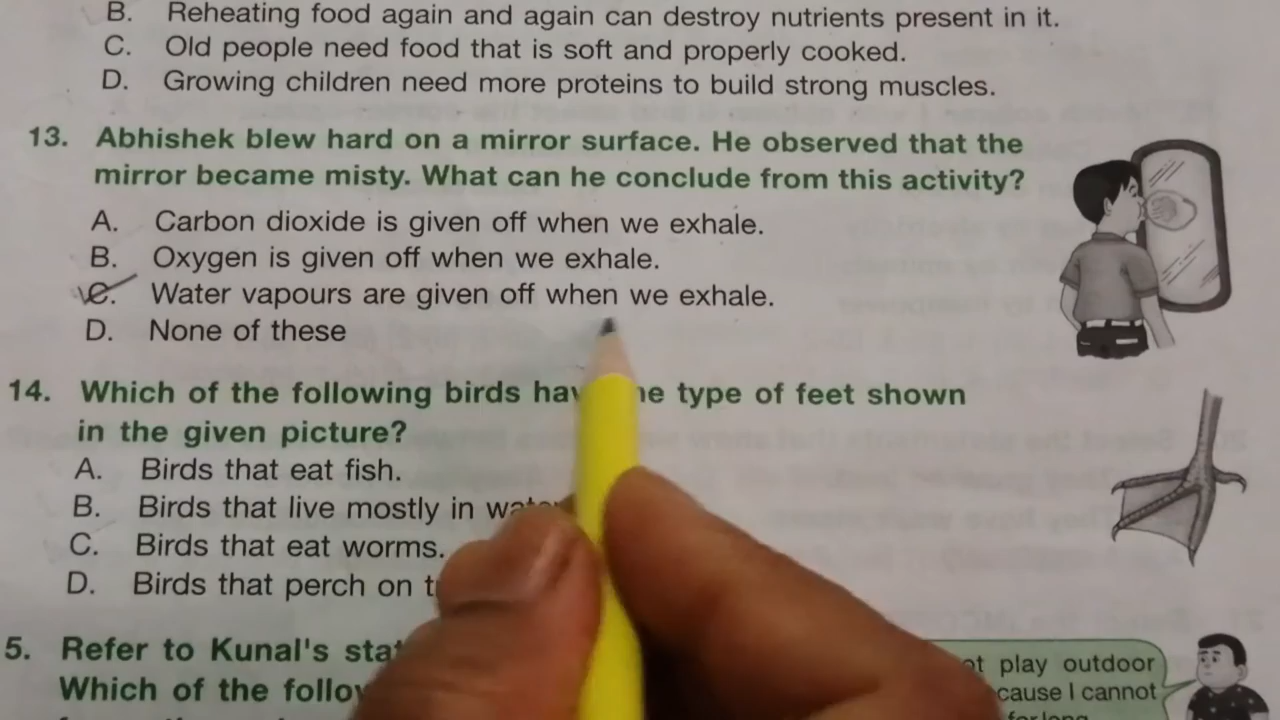 B. Reheating food again and again can destroy nutrients present in it.
C. Old people need food that is soft and properly cooked.
D. Growing children need more proteins to build strong muscles.
13. Abhishek blew hard on a mirror surface. He observed that the
mirror became misty. What can he conclude from this activity?
A. Carbon dioxide is given off when we exhale.
B. Oxygen is given off when we exhale.
C. Water vapours are given off when we exhale.
D. None of these
14. Which of the following birds type of feet shown
in the given picture?
A. Birds that eat fish.
B. Birds that live mostly in
C. Birds that eat worms.
D. Birds that perch on
5. Refer to Kunal's
Which of the
play outdoor
cause I cannot
for long